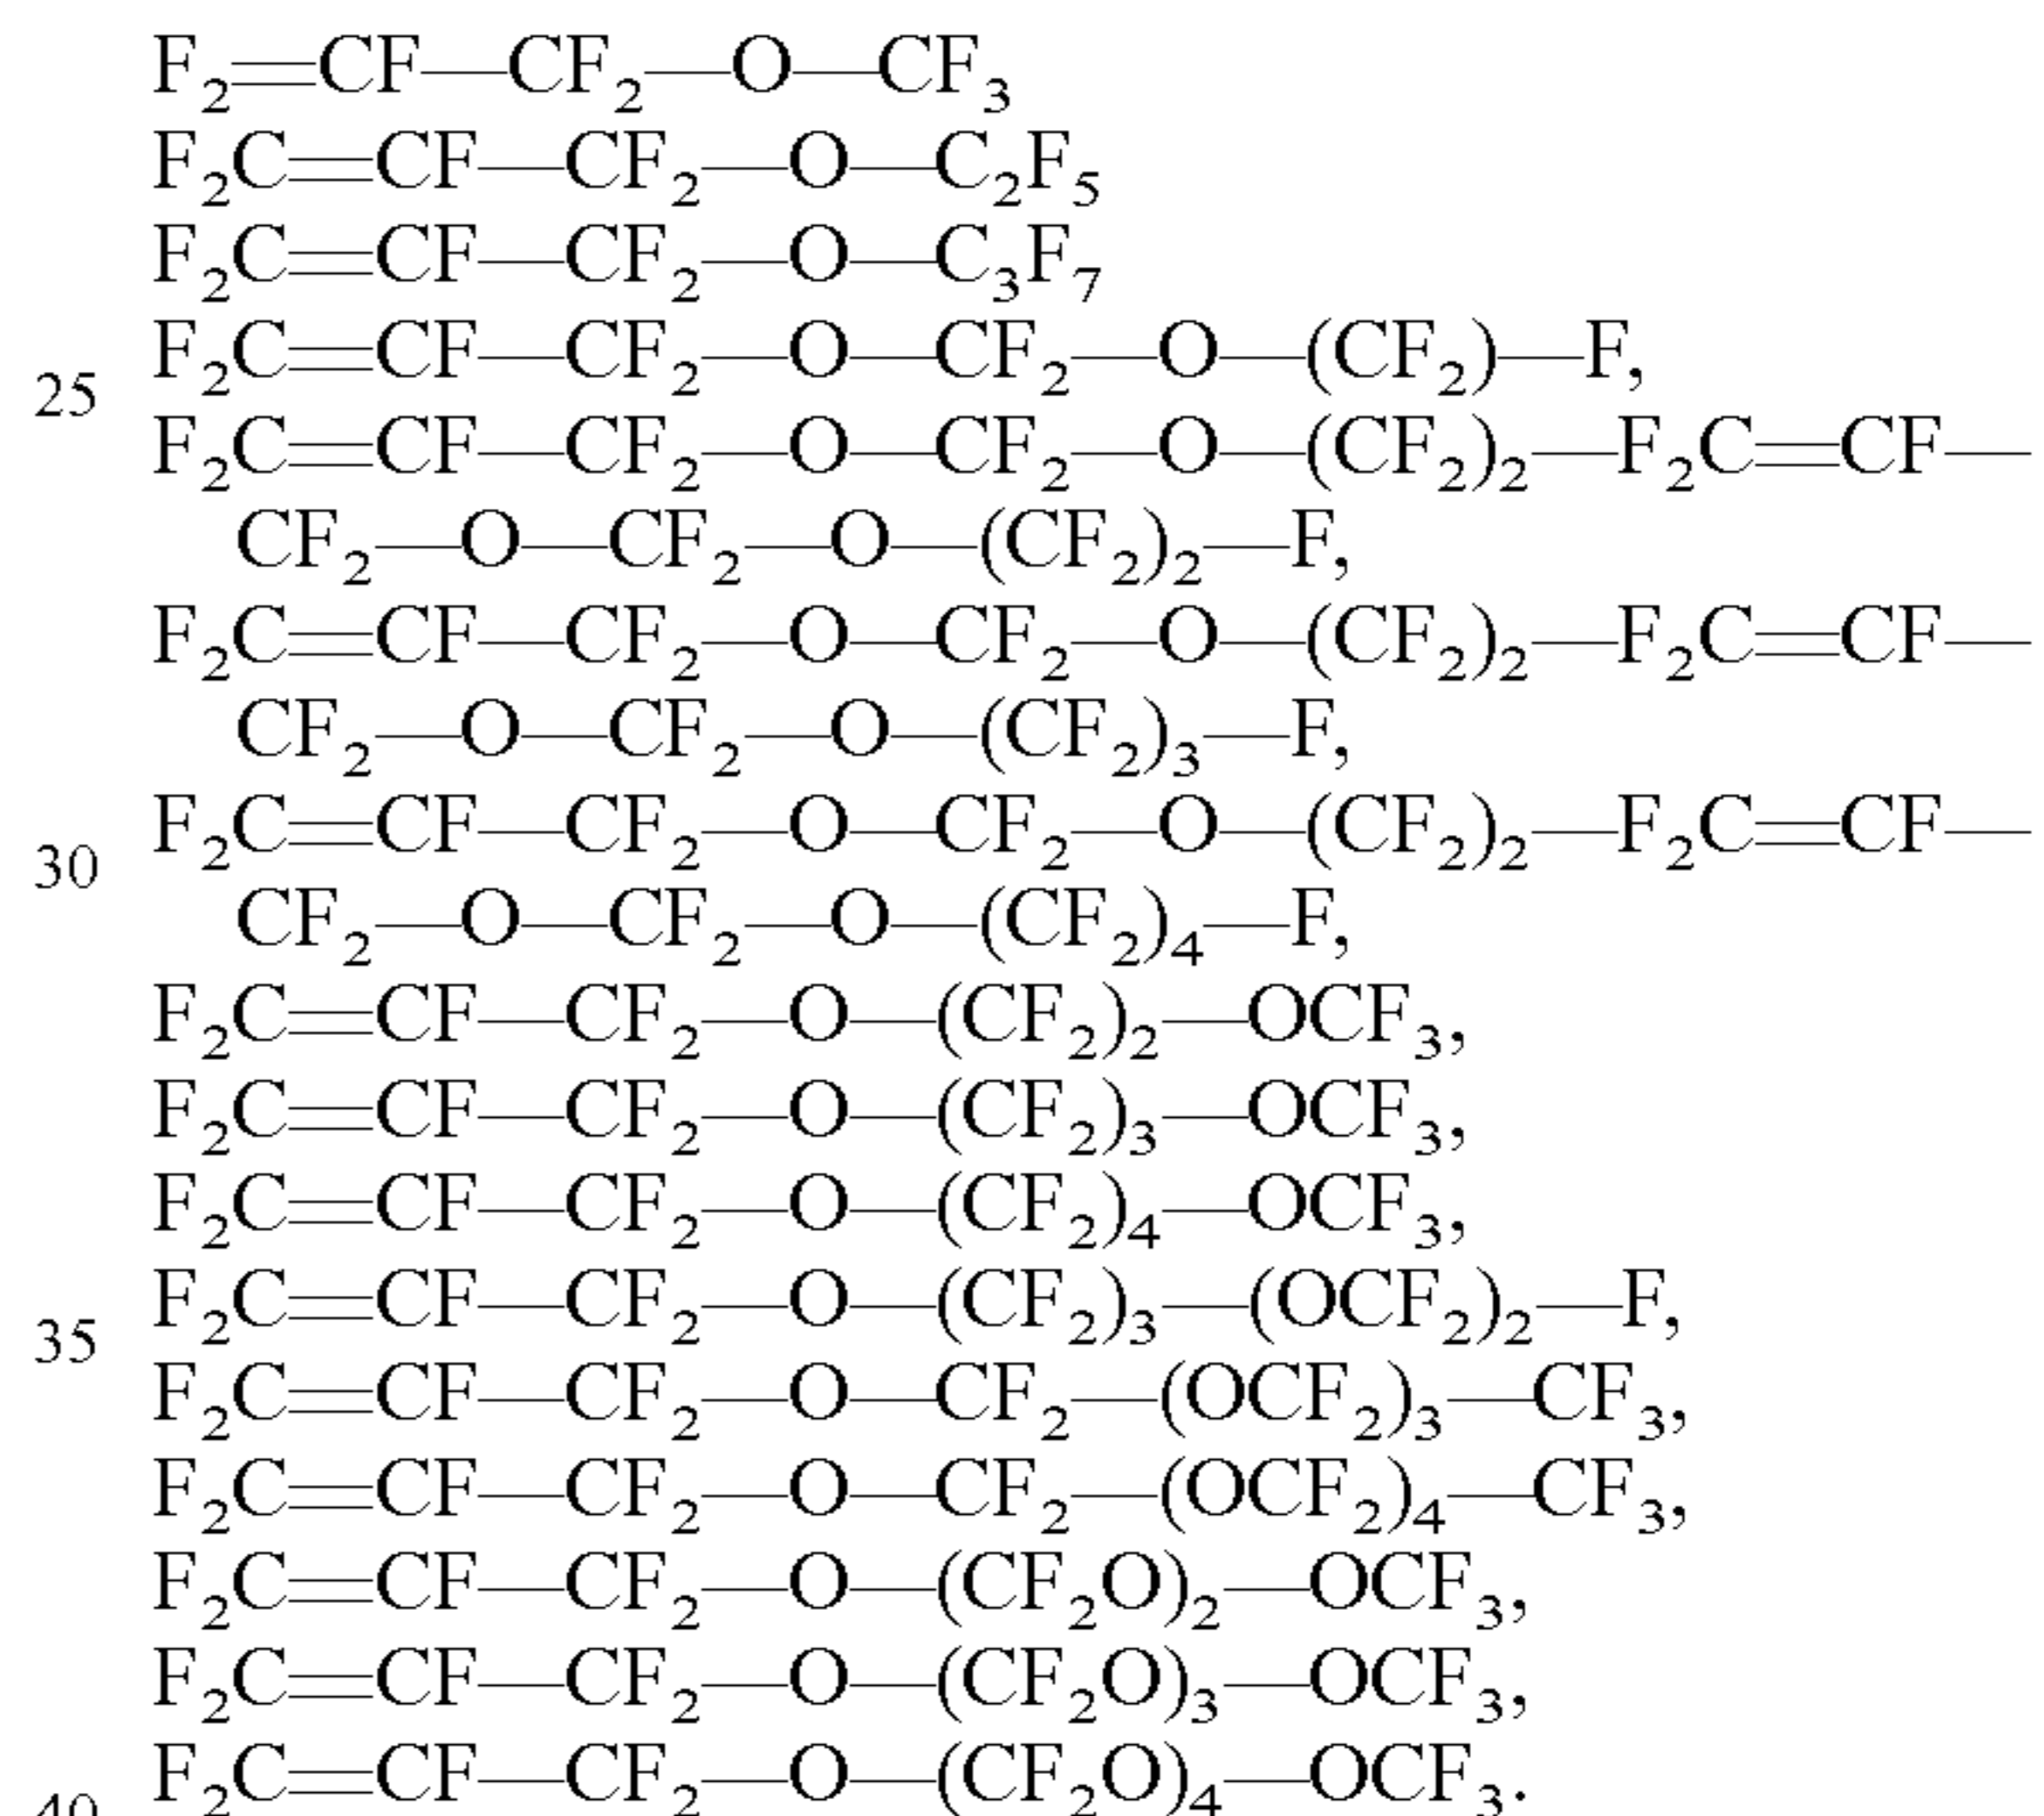 F₂=CF—CF₂—O—CF₃
F₂C=CF—CF₂—O—C₂F₅
F₂C=CF—CF₂—O—C₃F₇
F₂C=CF—CF₂—O—CF₂—O—(CF₂)—F,
25
F₂C=CF—CF₂—O—CF₂—O—(CF₂)₂—F₂C=CF—
CF₂—O—CF₂—O—(CF₂)₂—F,
F₂C=CF—CF₂—O—CF₂—O—(CF₂)₂—F₂C=CF—
CF₂—O—CF₂—O—(CF₂)₃—F,
F₂C=CF—CF₂—O—CF₂—O—(CF₂)₂—F₂C=CF—
30
CF₂—O—CF₂—O—(CF₂)₄—F,
F₂C=CF—CF₂—O—(CF₂)₂—OCF₃,
F₂C=CF—CF₂—O—(CF₂)₃—OCF₃,
F₂C=CF—CF₂—O—(CF₂)₄—OCF₃,
F₂C=CF—CF₂—O—(CF₂)₃—(OCF₂)₂—F,
35
F₂C=CF—CF₂—O—CF₂—(OCF₂)₃—CF₃,
F₂C=CF—CF₂—O—CF₂—(OCF₂)₄—CF₃,
F₂C=CF—CF₂—O—(CF₂O)₂—OCF₃,
F₂C=CF—CF₂—O—(CF₂O)₃—OCF₃,
F₂C=CF—CF₂—O—(CF₂O)₄—OCF₃.
40